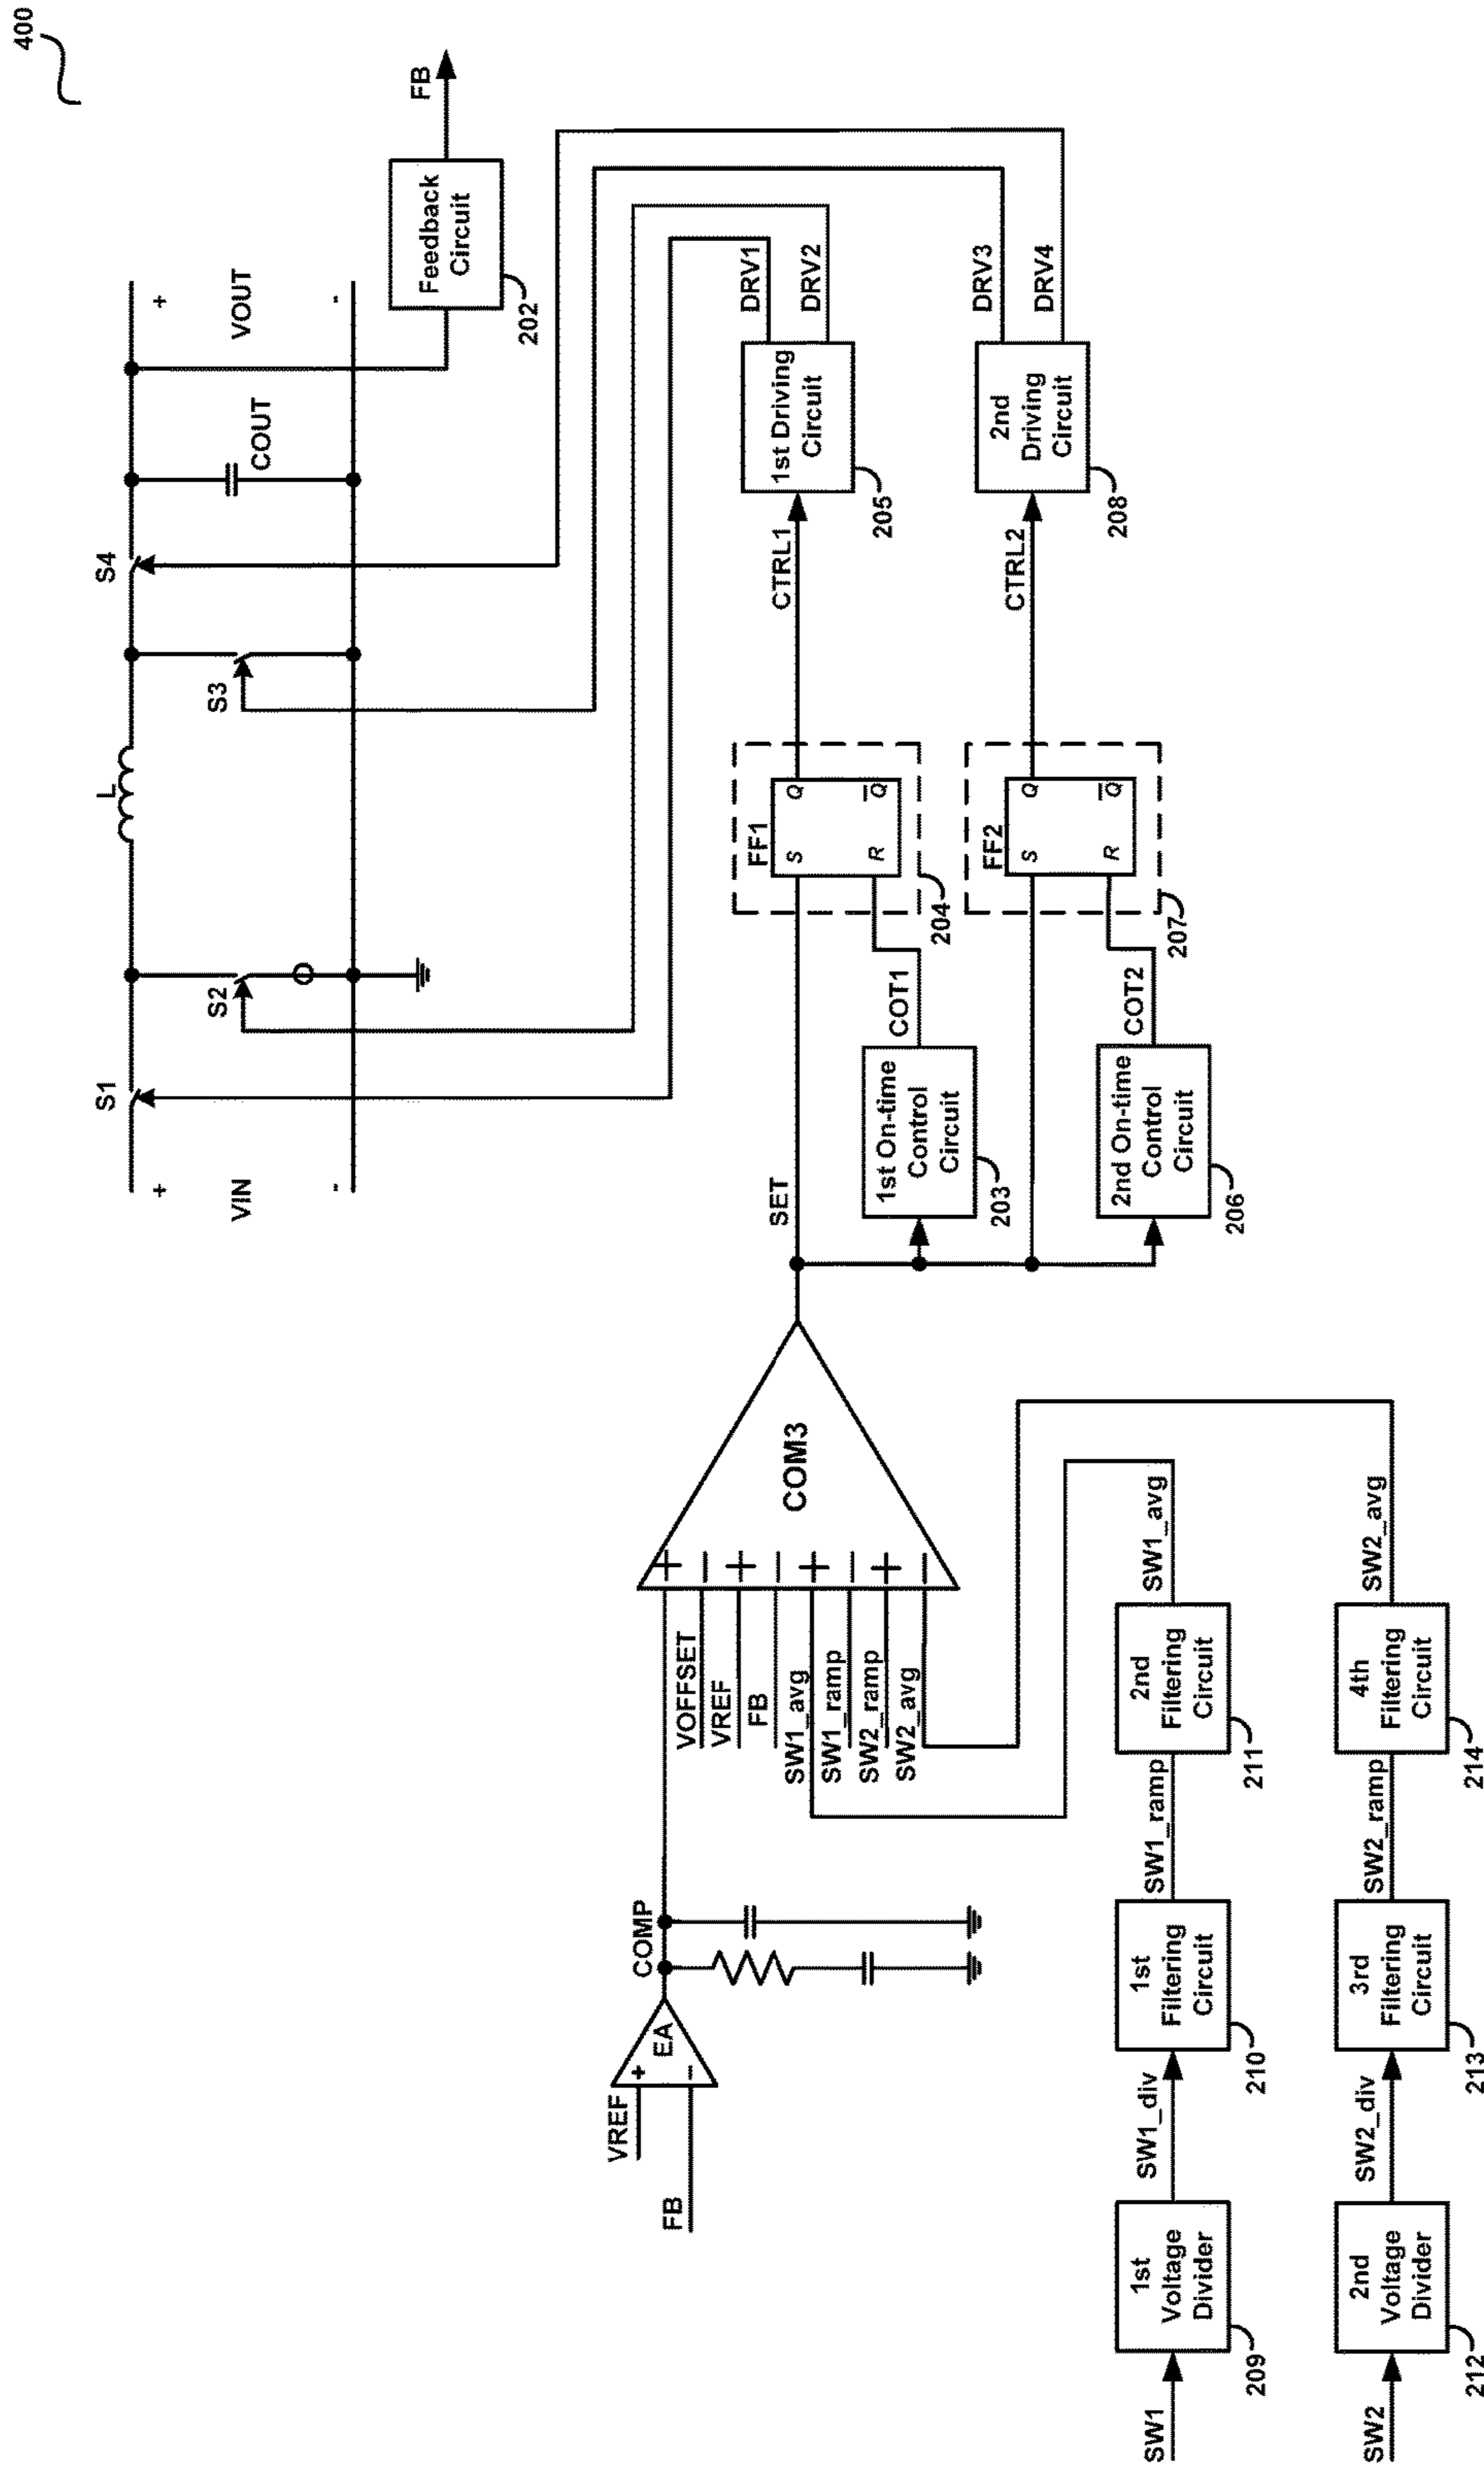 400
S1
L
S4
+
VIN
-
S2
S3
COUT
+
VOUT
-
Feedback
Circuit
202
FB
VREF
FB
+
-
EA
COMP
VOFFSET
VREF
FB
SW1_avg
SW1_ramp
SW2_ramp
SW2_avg
+
-
+
-
+
-
+
-
COM3
SET
FF1
S
Q
R
Q
204
CTRL1
1st Driving
Circuit
205
DRV1
DRV2
1st On-time
Control
Circuit
203
COT1
FF2
S
Q
R
Q
207
CTRL2
2nd
Driving
Circuit
208
DRV3
DRV4
2nd On-time
Control
Circuit
206
COT2
SW1
1st
Voltage
Divider
209
SW1_div
1st
Filtering
Circuit
210
SW1_ramp
2nd
Filtering
Circuit
211
SW1_avg
SW2
2nd
Voltage
Divider
212
SW2_div
3rd
Filtering
Circuit
213
SW2_ramp
4th
Filtering
Circuit
214
SW2_avg